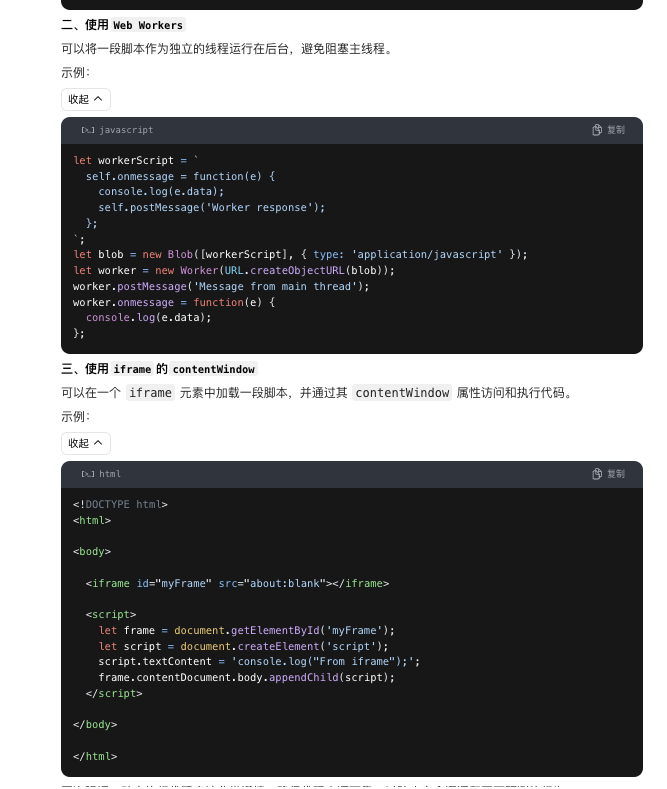 二、使用 Web Workers
可以将一段脚本作为独立的线程运行在后台，避免阻塞主线程。
示例：
收起
javascript 复制
let workerScript = `
  self.onmessage = function(e) {
    console.log(e.data);
    self.postMessage('Worker response');
  };
`;
let blob = new Blob([workerScript], { type: 'application/javascript' });
let worker = new Worker(URL.createObjectURL(blob));
worker.postMessage('Message from main thread');
worker.onmessage = function(e) {
  console.log(e.data);
};
三、使用 iframe 的 contentWindow
可以在一个 iframe 元素中加载一段脚本，并通过其 contentWindow 属性访问和执行代码。
示例：
收起
html 复制
<!DOCTYPE html>
<html>
<body>
  <iframe id="myFrame" src="about:blank"></iframe>
  <script>
    let frame = document.getElementById('myFrame');
    let script = document.createElement('script');
    script.textContent = 'console.log("From iframe");';
    frame.contentDocument.body.appendChild(script);
  </script>
</body>
</html>